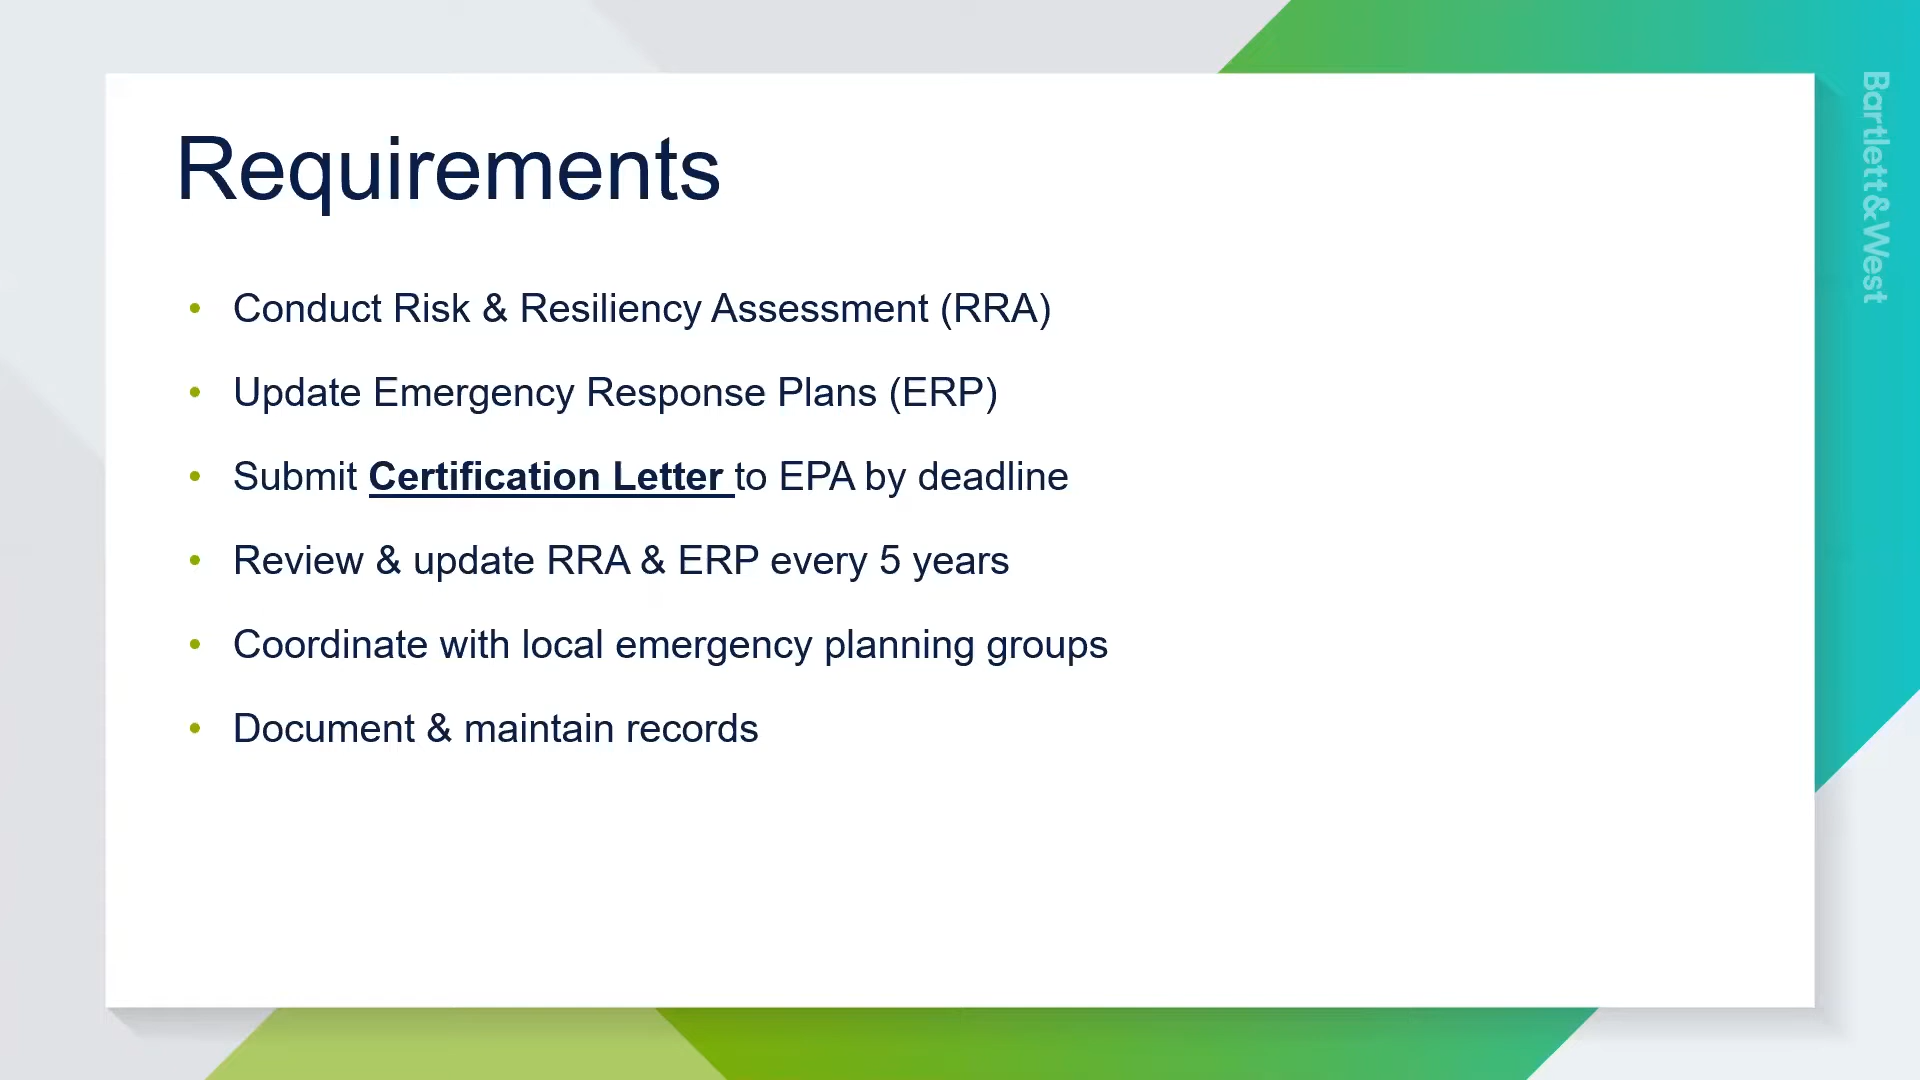 Requirements
• Conduct Risk & Resiliency Assessment (RRA)
• Update Emergency Response Plans (ERP)
• Submit Certification Letter to EPA by deadline
• Review & update RRA & ERP every 5 years
• Coordinate with local emergency planning groups
• Document & maintain records
Bartlett&West